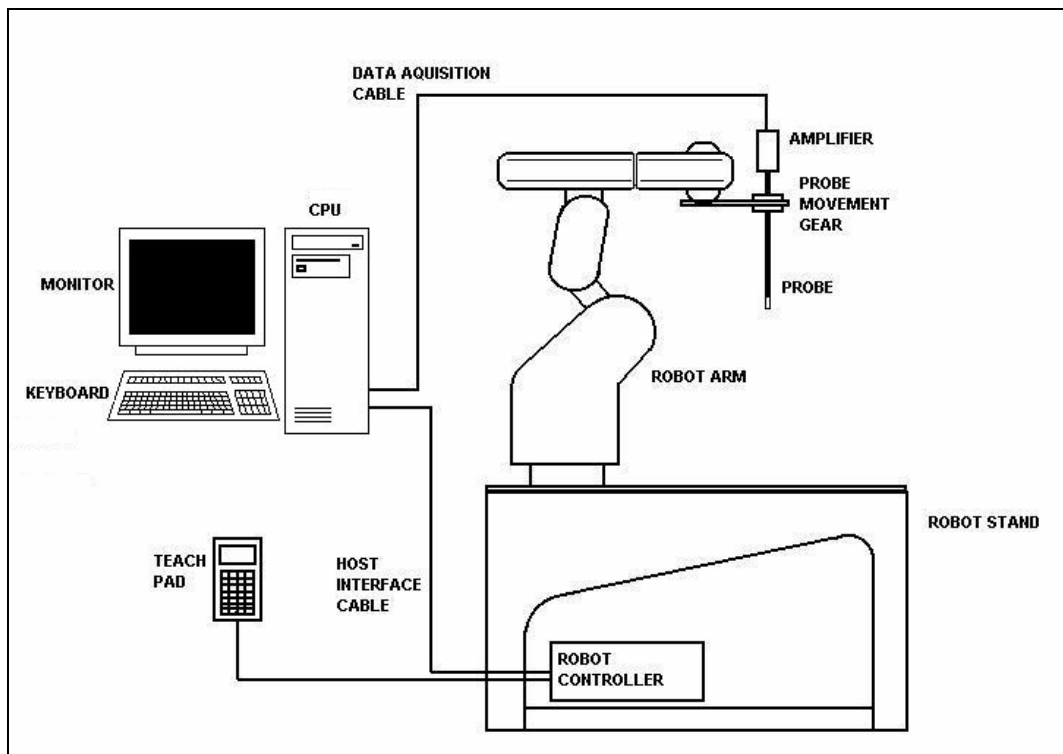 DATA AQUISITION
CABLE
AMPLIFIER
PROBE
MOVEMENT
GEAR
CPU
MONITOR
PROBE
KEYBOARD
ROBOT ARM
ROBOT STAND
TEACH
PAD
HOST
INTERFACE
CABLE
ROBOT
CONTROLLER